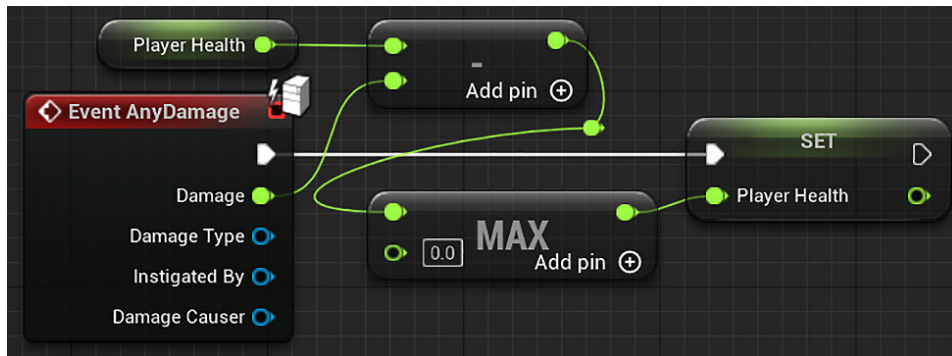 Player Health
-
Add pin
Event AnyDamage
SET
Damage
Player Health
MAX
0.0
Add pin
Damage Type
Instigated By
Damage Causer